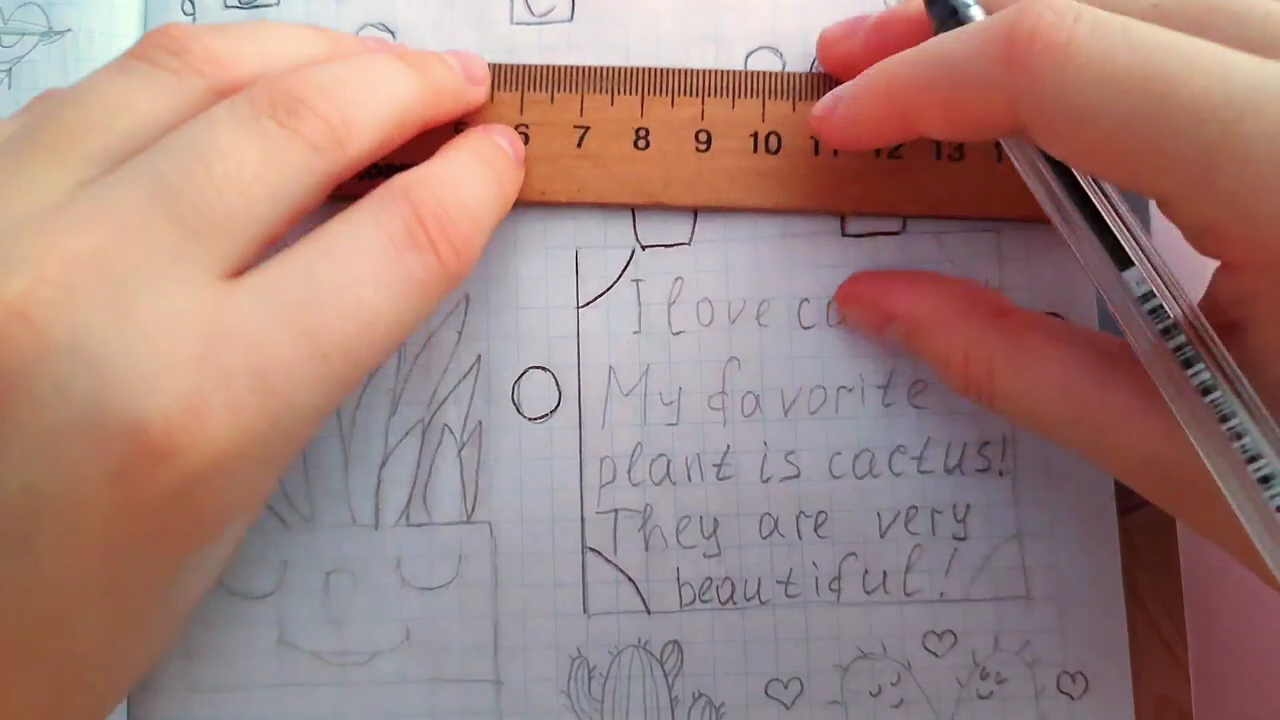 6 7 8 9 10 11 12 13
I love
My favorite
plant is cactus!
They are very
beautiful!